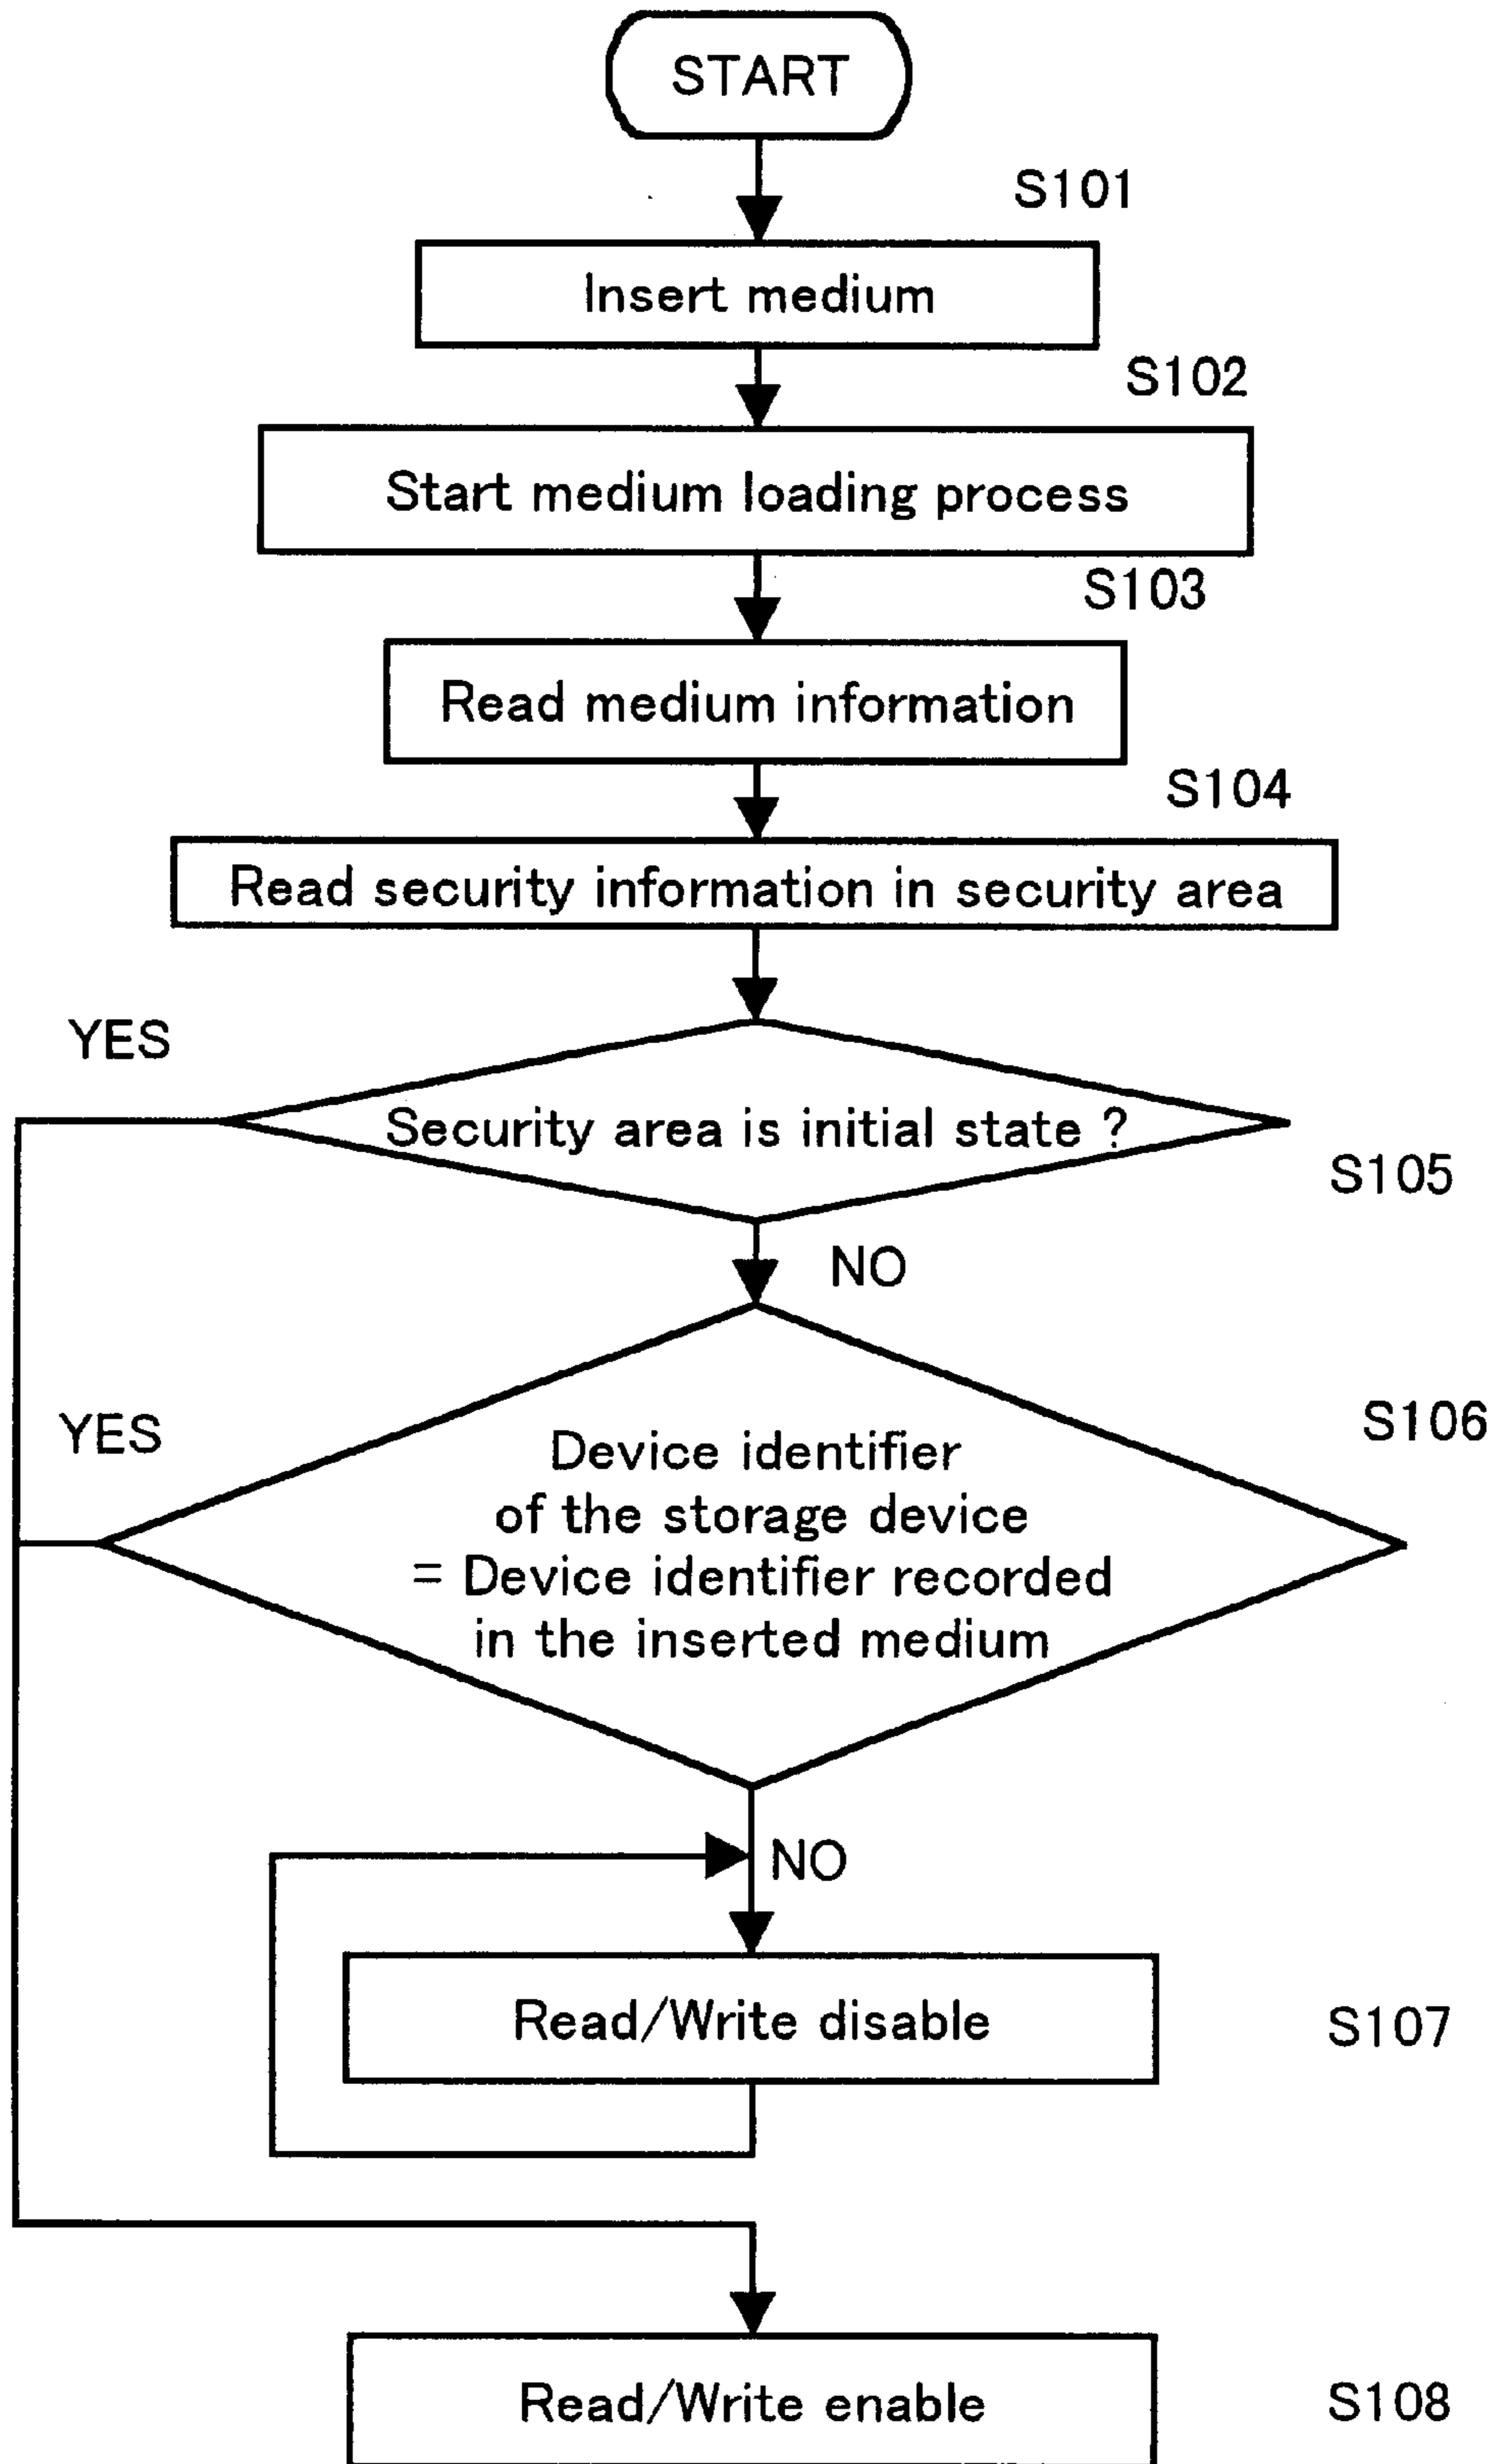 START
S101
Insert medium
S102
Start medium loading process
S103
Read medium information
S104
Read security information in security area
YES
Security area is initial state ?
S105
NO
YES
S106
Device identifier
of the storage device
= Device identifier recorded
in the inserted medium
NO
Read/Write disable
S107
Read/Write enable
S108